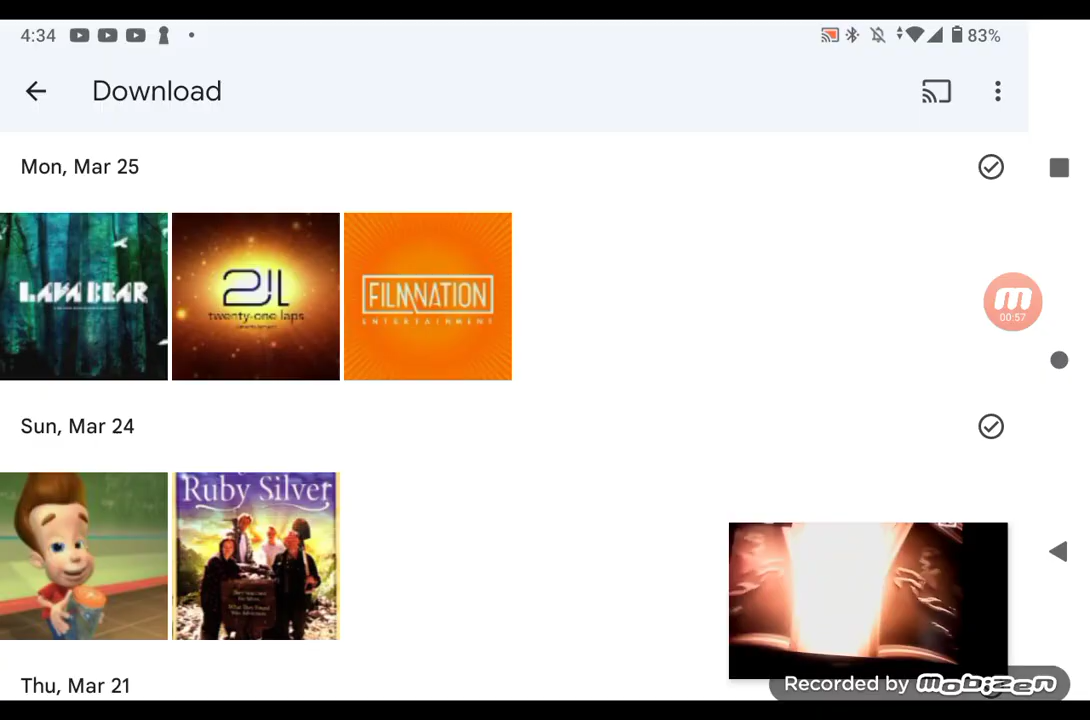 4:34
83%
Download
Mon, Mar 25
LAVA BEAR
21L
twenty-one laps
FILMNATION
ENTERTAINMENT
00:57
Sun, Mar 24
Ruby Silver
Thu, Mar 21
Recorded by mobizen